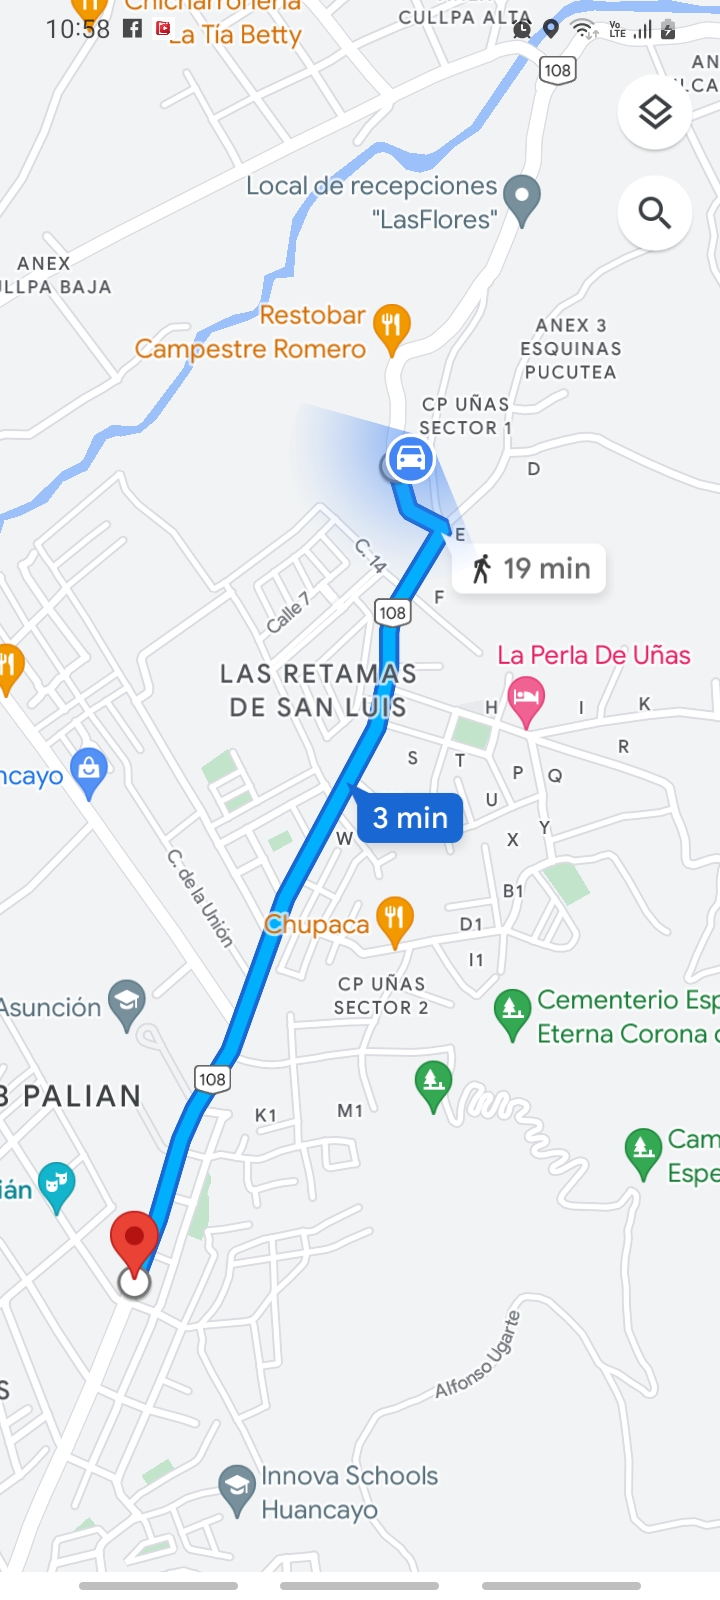 Chicharronería
CULLPA ALTA
10:58
La Tía Betty
Vo
LTE
108
AN
Local de recepciones
"LasFlores"
ANEX
LLPA BAJA
Restobar
Campestre Romero
ANEX 3
ESQUINAS
PUCUTEA
CP UÑAS
SECTOR 1
D
E
C. 14
19 min
Calle 7
F
108
La Perla De Uñas
LAS RETAMAS
DE SAN LUIS
H
I
K
R
S
T
P
Q
ncayo
U
3 min
W
X
Y
C. de la Unión
B1
Chupaca
D1
I1
CP UÑAS
SECTOR 2
Asunción
Cementerio Esp
Eterna Corona d
108
PALIAN
K1
M1
Cam
Espe
ián
S
Alfonso Ugarte
Innova Schools
Huancayo